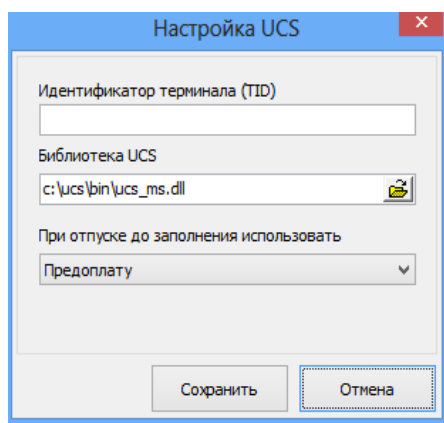 Настройка UCS
Идентификатор терминала (TID)
Библиотека UCS
c:\ucs\bin\ucs_ms.dll
При отпуске до заполнения использовать
Предоплату
Сохранить
Отмена